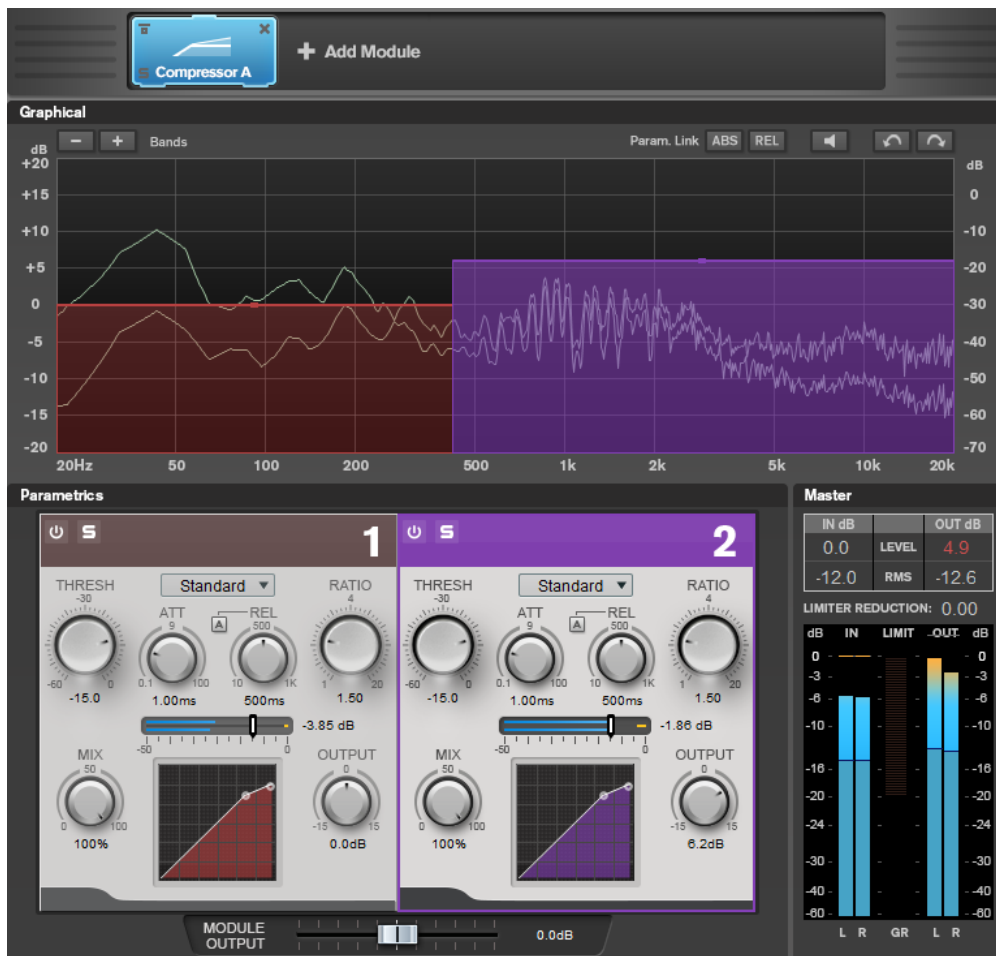 S Compressor A
Add Module
Graphical
dB − + Bands Param. Link ABS REL dB
+20
+15 0
+10 -10
+5 -20
0 -30
-5 -40
-10 -50
-15 -60
-20 -70
20Hz 50 100 200 500 1k 2k 5k 10k 20k
Parametrics
S 1
THRESH Standard RATIO
-30 ATT REL 4
9 A 500
-60 0 0.1 100 10 1K 1 20
-15.0 1.00ms 500ms 1.50
-3.85 dB
-50 0
MIX OUTPUT
50 0
0 100 -15 15
100% 0.0dB
S 2
THRESH Standard RATIO
-30 ATT REL 4
9 A 500
-60 0 0.1 100 10 1K 1 20
-15.0 1.00ms 500ms 1.50
-1.86 dB
-50 0
MIX OUTPUT
50 0
0 100 -15 15
100% 6.2dB
MODULE
OUTPUT 0.0dB
Master
IN dB OUT dB
0.0 LEVEL 4.9
-12.0 RMS -12.6
LIMITER REDUCTION: 0.00
dB IN LIMIT OUT dB
0 0
-3 -3
-6 -6
-10 -10
-16 -16
-20 -20
-24 -24
-30 -30
-40 -40
-60 -60
L R GR L R